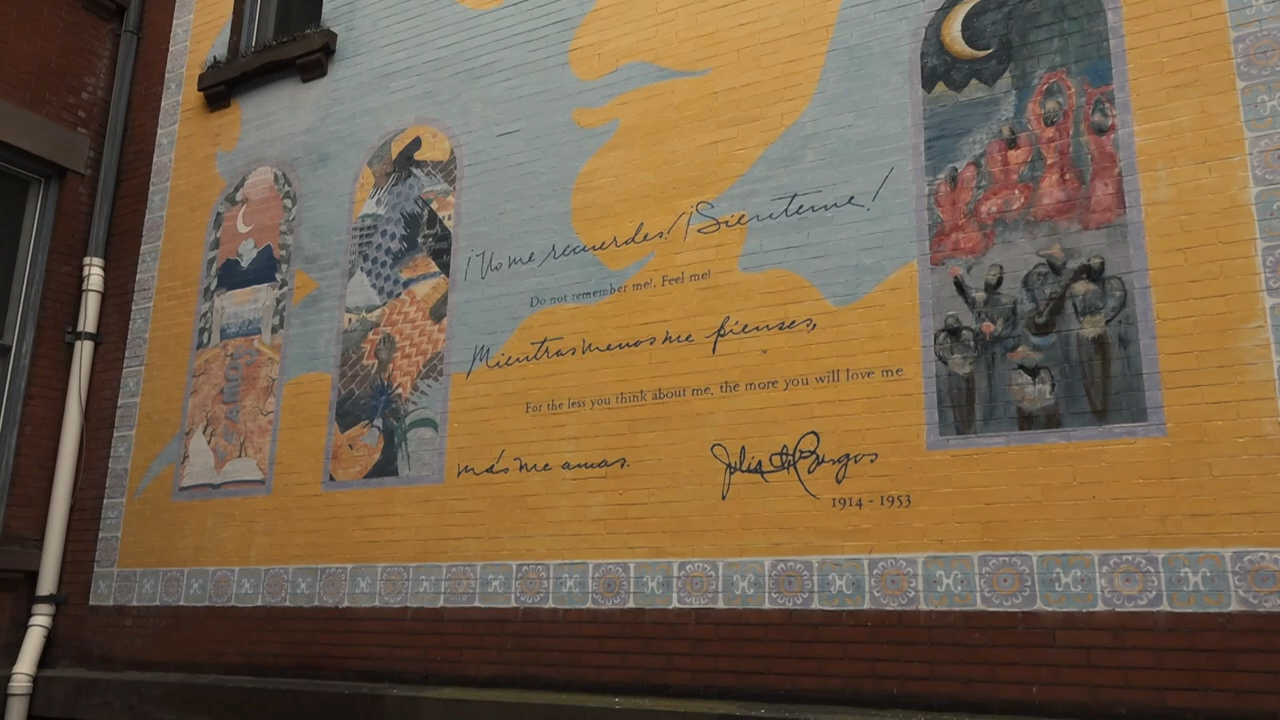 ¡No me recuerdes! ¡Sienteme!
Do not remember me!. Feel me!
Mientras menos me pienses,
For the less you think about me, the more you will love me
más me amas.
Julia de Burgos
1914 - 1953